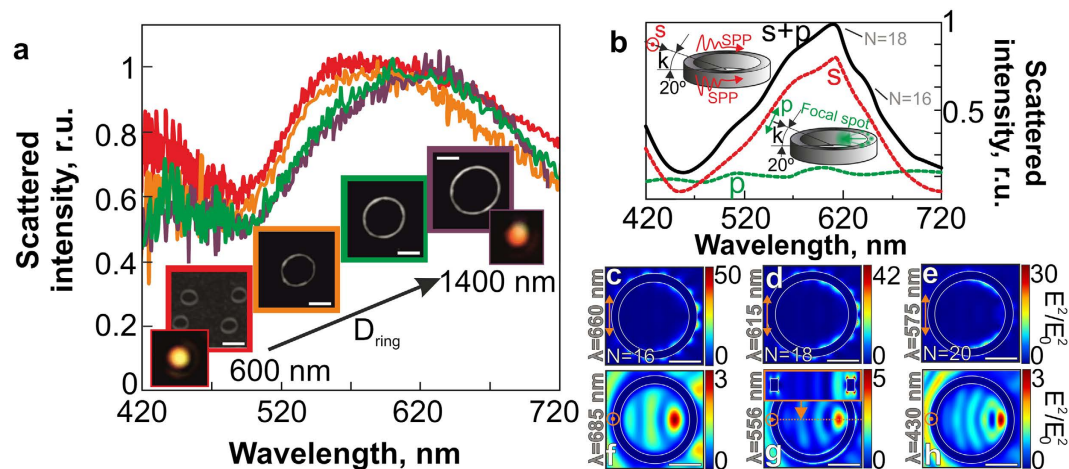 a
Scattered
intensity, r.u.
1
0.8
0.6
0.4
0.2
0
420
520
620
720
Wavelength, nm
600 nm
D ring
1400 nm
b
s
k
20º
SPP
SPP
s+p
N=18
N=16
s
p
k
20º
Focal spot
p
1
0.5
Scattered
intensity, r.u.
420
520
620
720
Wavelength, nm
c
λ=660 nm
N=16
50
0
d
λ=615 nm
N=18
42
0
e
λ=575 nm
N=20
30
0
E²/E₀²
f
λ=685 nm
3
0
g
λ=556 nm
5
0
h
λ=430 nm
3
0
E²/E₀²